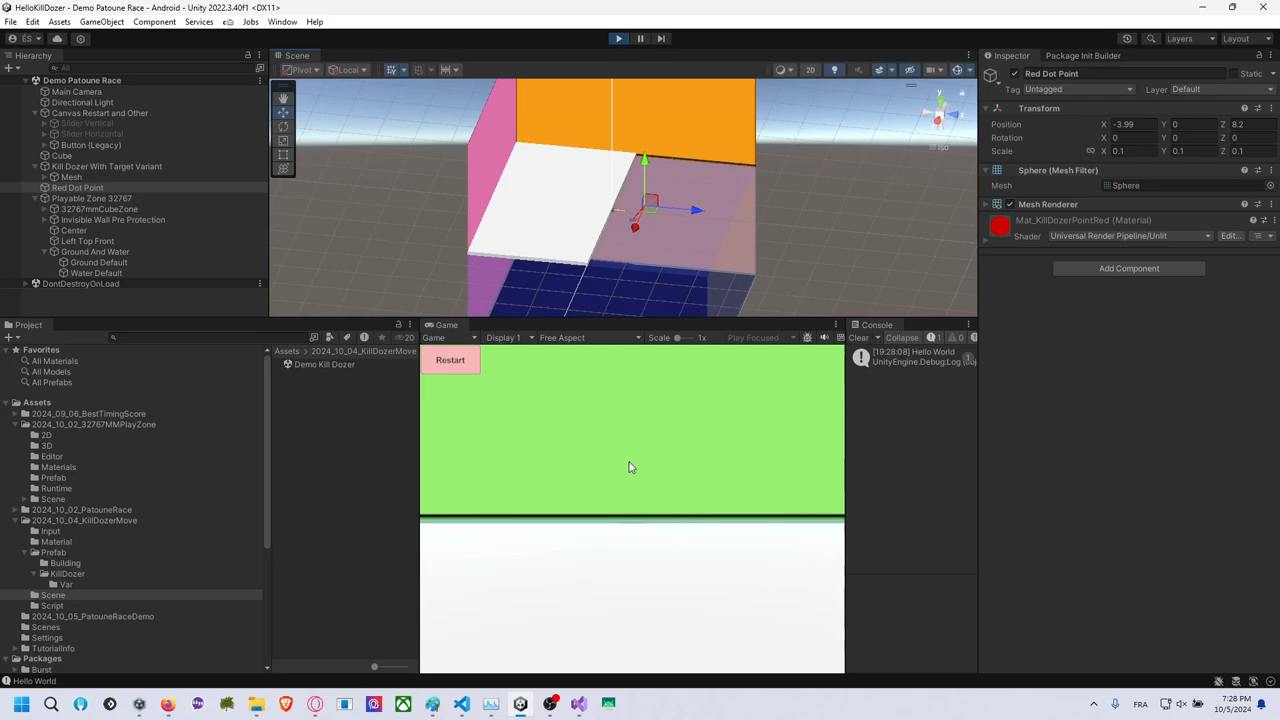 HelloKillDozer - Demo Patoune Race - Android - Unity 2022.3.40f1 <DX11>
File Edit Assets GameObject Component Services Jobs Window Help
ÉS Layers Layout
Hierarchy Scene Inspector Package Init Builder
All Pivot Local 2D
Demo Patoune Race
Main Camera
Directional Light
Canvas Restart and Other
Slider Vertical
Slider Horizontal
Button (Legacy)
Cube
Kill Dozer With Target Variant
Mesh
Red Dot Point
Playable Zone 32767
32767mmCubeZone
Invisible Wall Pre Protection
Center
Left Top Front
Ground And Water
Ground Default
Water Default
DontDestroyOnLoad
y
z
Iso
Red Dot Point Static
Tag Untagged Layer Default
Transform
Position X -3.99 Y 0 Z 8.2
Rotation X 0 Y 0 Z 0
Scale X 0.1 Y 0.1 Z 0.1
Sphere (Mesh Filter)
Mesh Sphere
Mesh Renderer
Mat_KillDozerPointRed (Material)
Shader Universal Render Pipeline/Unlit Edit...
Add Component
Project
20
Favorites
All Materials
All Models
All Prefabs
Assets
2024_09_06_BestTimingScore
2024_10_02_32767MMPlayZone
2D
3D
Editor
Materials
Prefab
Runtime
Scene
2024_10_02_PatouneRace
2024_10_04_KillDozerMove
Input
Material
Prefab
Building
KillDozer
Var
Scene
Script
2024_10_05_PatouneRaceDemo
Scenes
Settings
TutorialInfo
Packages
Burst
Assets 2024_10_04_KillDozerMove
Demo Kill Dozer
Game
Game Display 1 Free Aspect Scale 1x Play Focused
Restart
Console
Clear Collapse 1 0
[19:28:08] Hello World 1
UnityEngine.Debug:Log
Hello World
FRA 7:28 PM
10/5/2024